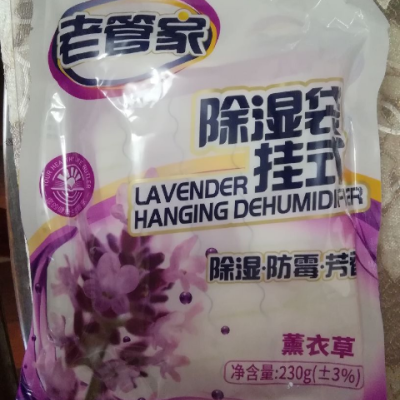 老管家
除湿袋
挂式
LAVENDER
HANGING DEHUMIDIFIER
除湿·防霉·芳香
薰衣草
净含量:230g(±3%)